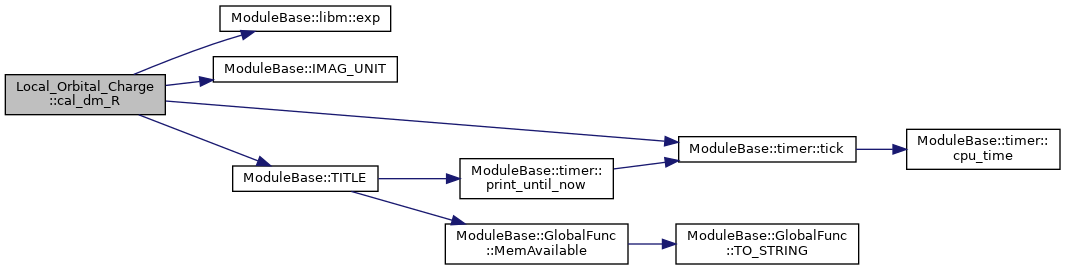 ModuleBase::libm::exp
ModuleBase::IMAG_UNIT
Local_Orbital_Charge
::cal_dm_R
ModuleBase::timer::tick
ModuleBase::timer::
cpu_time
ModuleBase::TITLE
ModuleBase::timer::
print_until_now
ModuleBase::GlobalFunc
::MemAvailable
ModuleBase::GlobalFunc
::TO_STRING